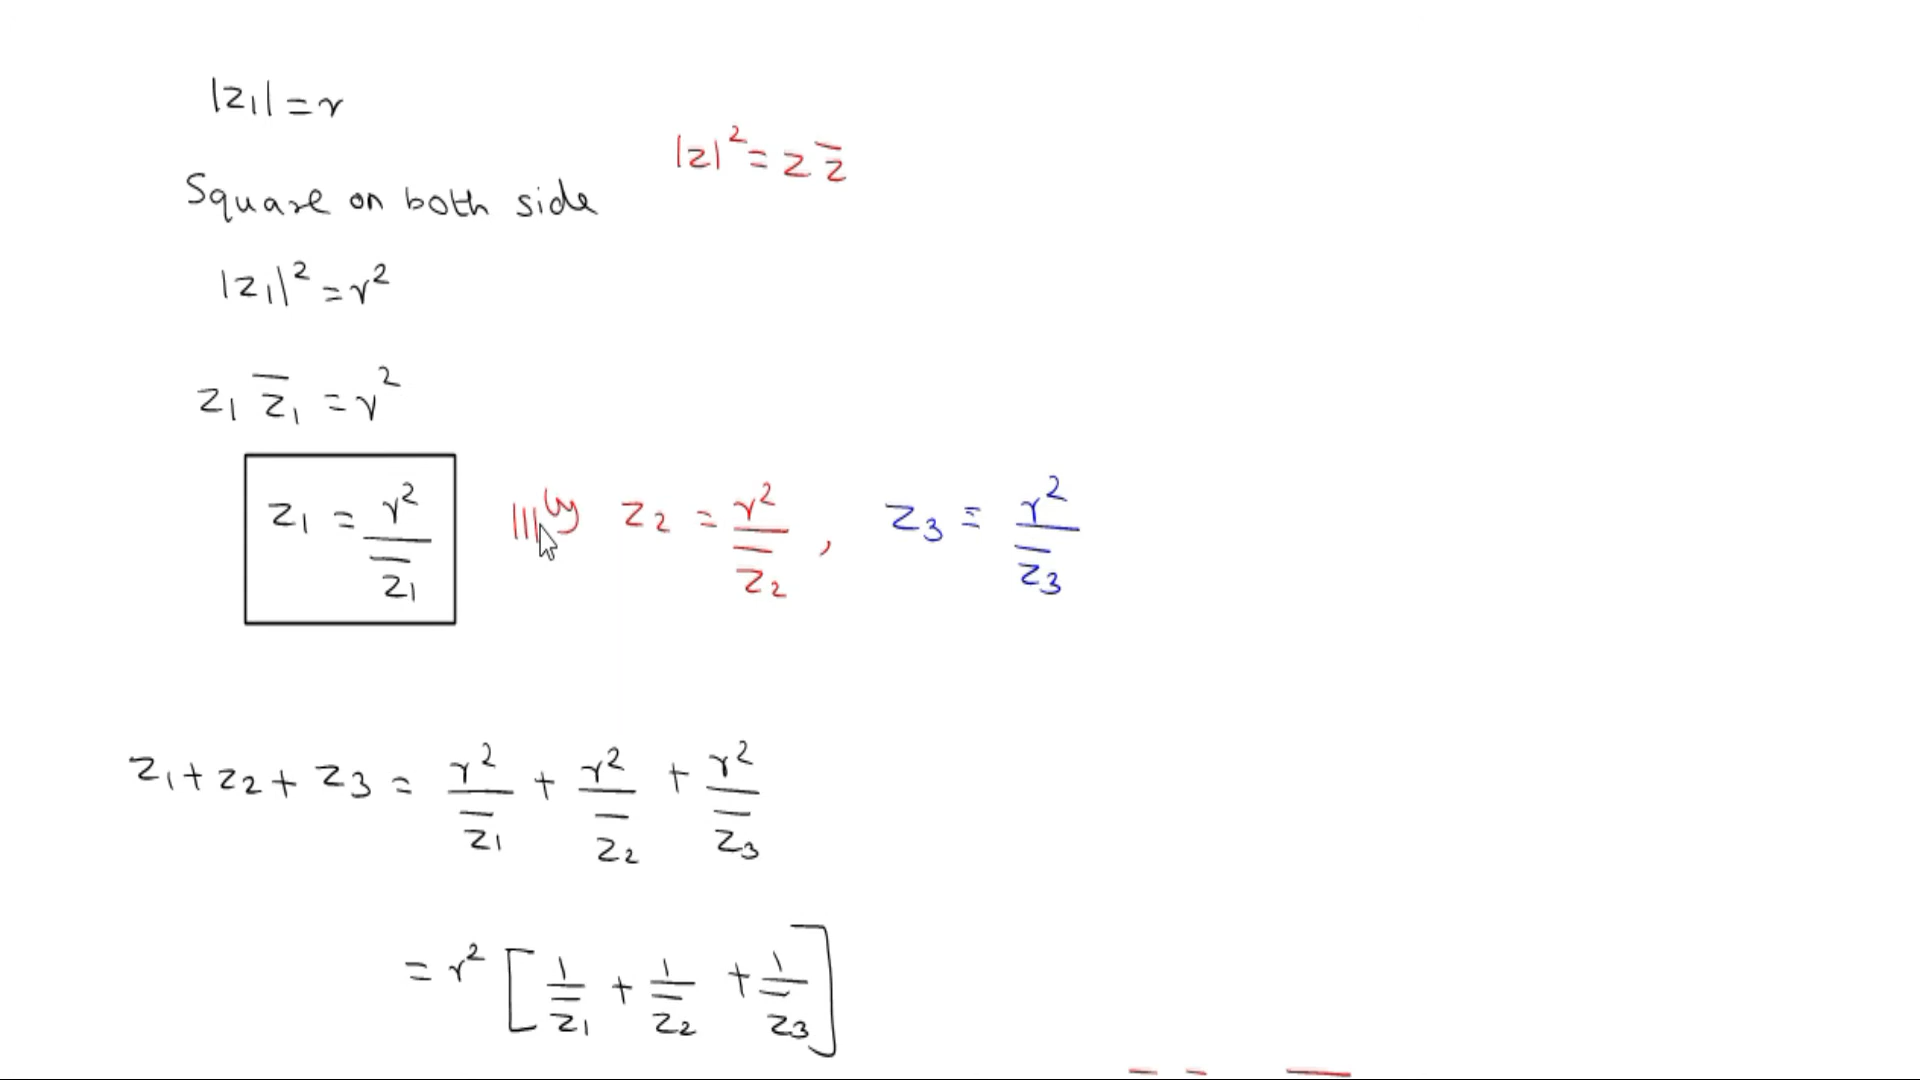 |z₁| = r
|z|² = z z̅
Square on both side
|z₁|² = r²
z₁ z̅₁ = r²
z₁ = r²/z̅₁ |||ly z₂ = r²/z̅₂ , z₃ = r²/z̅₃
z₁ + z₂ + z₃ = r²/z̅₁ + r²/z̅₂ + r²/z̅₃
= r² [ 1/z̅₁ + 1/z̅₂ + 1/z̅₃ ]